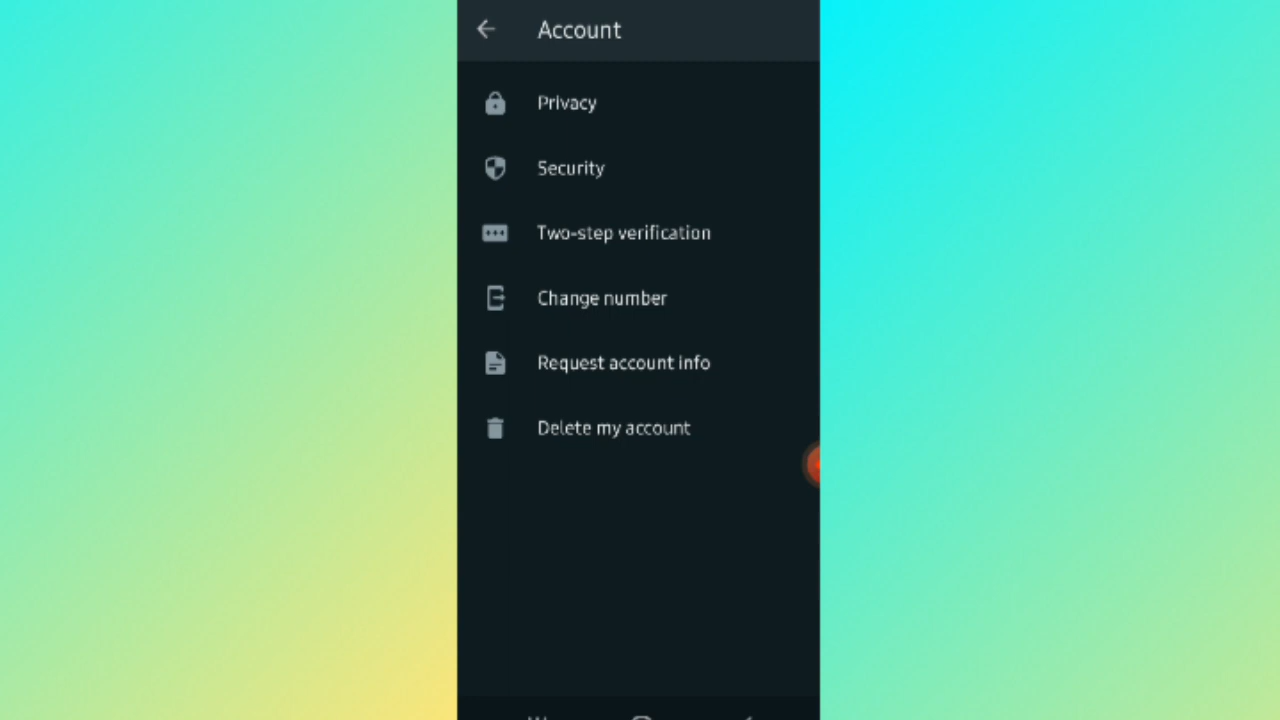 Account
Privacy
Security
Two-step verification
Change number
Request account info
Delete my account